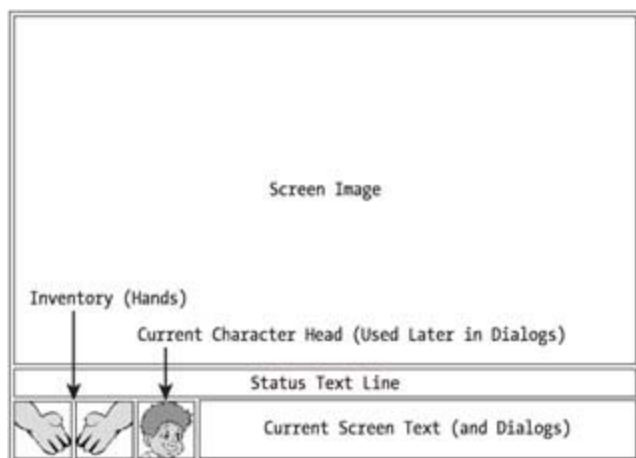 Screen Image
Inventory (Hands)
Current Character Head (Used Later in Dialogs)
Status Text Line
Current Screen Text (and Dialogs)